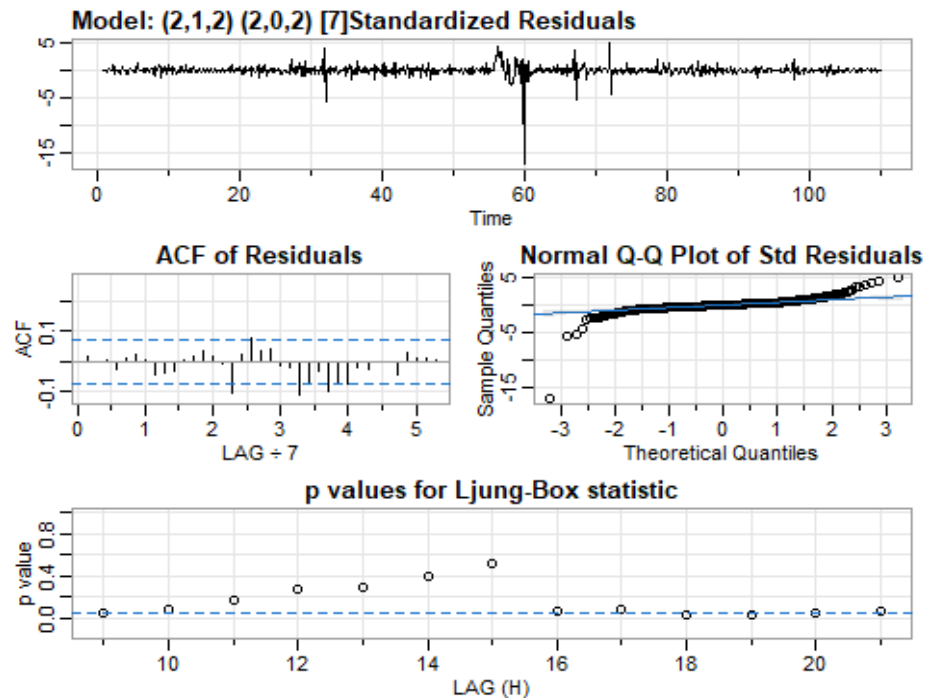 Model: (2,1,2) (2,0,2) [7]Standardized Residuals
5
-5
-15
0 20 40 60 80 100
Time
ACF of Residuals
ACF
0.1
-0.1
0 1 2 3 4 5
LAG ÷ 7
Normal Q-Q Plot of Std Residuals
Sample Quantiles
5
-5
-15
-3 -2 -1 0 1 2 3
Theoretical Quantiles
p values for Ljung-Box statistic
p value
0.8
0.4
0.0
10 12 14 16 18 20
LAG (H)